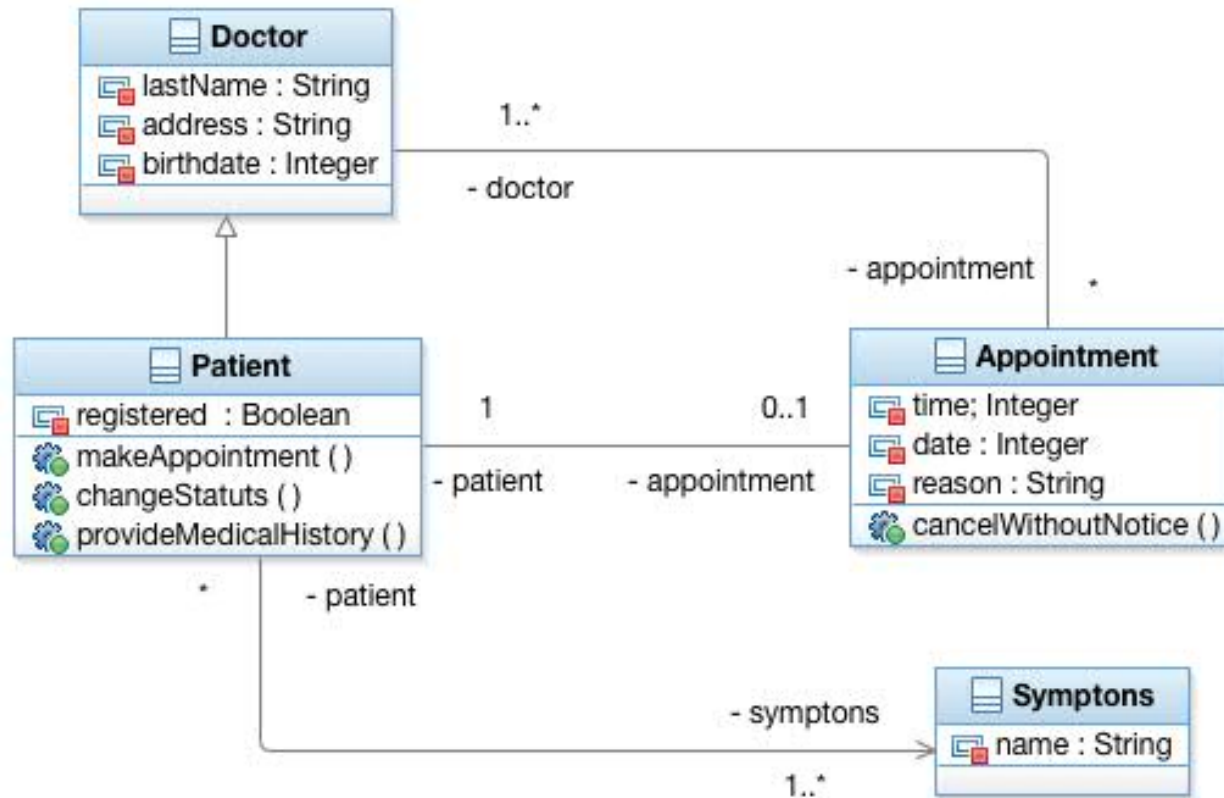 Doctor
lastName : String
address : String
birthdate : Integer
1..*
- doctor
- appointment
*
Patient
registered : Boolean
makeAppointment ( )
changeStatuts ( )
provideMedicalHistory ( )
1
0..1
- patient
- appointment
Appointment
time; Integer
date : Integer
reason : String
cancelWithoutNotice ( )
*
- patient
- symptons
1..*
Symptons
name : String